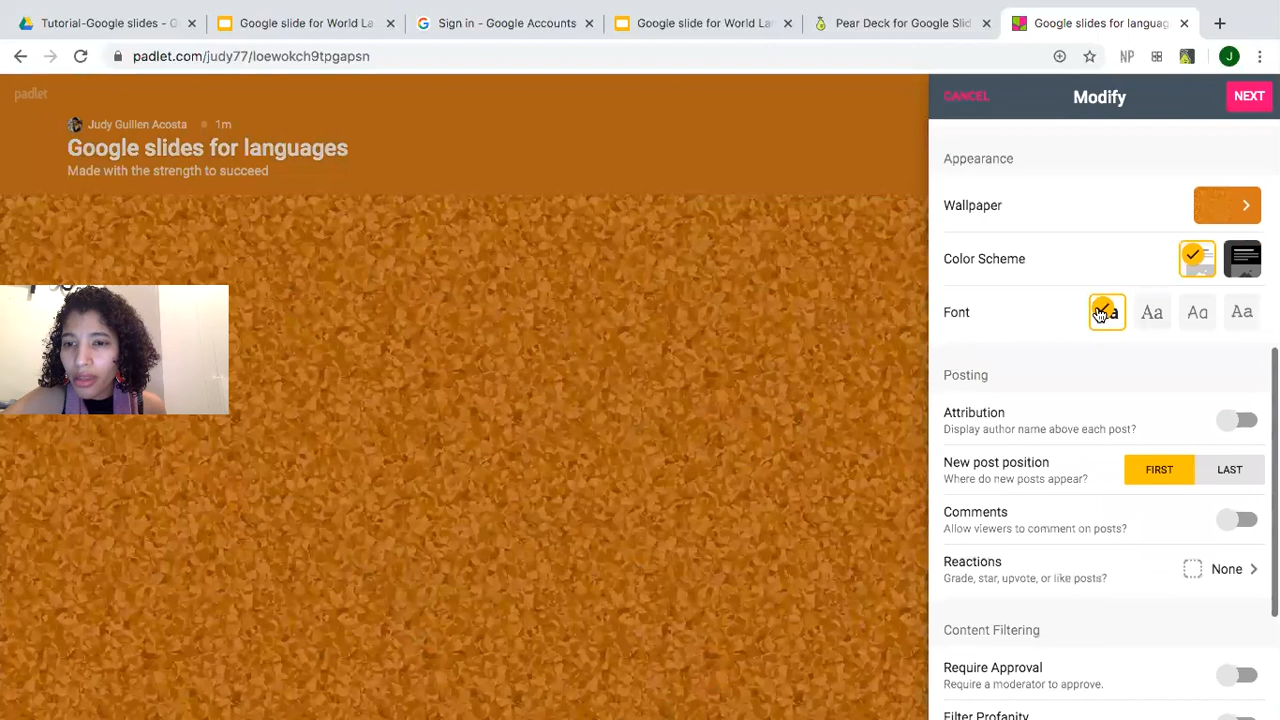 Tutorial-Google slides - G
Google slide for World La
Sign in - Google Accounts
Google slide for World La
Pear Deck for Google Slid
Google slides for languag
padlet.com/judy77/loewokch9tpgapsn
NP
J
padlet
Judy Guillen Acosta
1m
Google slides for languages
Made with the strength to succeed
CANCEL
Modify
NEXT
Appearance
Wallpaper
Color Scheme
Font
Aa Aa Aa
Posting
Attribution
Display author name above each post?
New post position
Where do new posts appear?
FIRST
LAST
Comments
Allow viewers to comment on posts?
Reactions
Grade, star, upvote, or like posts?
None
Content Filtering
Require Approval
Require a moderator to approve.
Filter Profanity